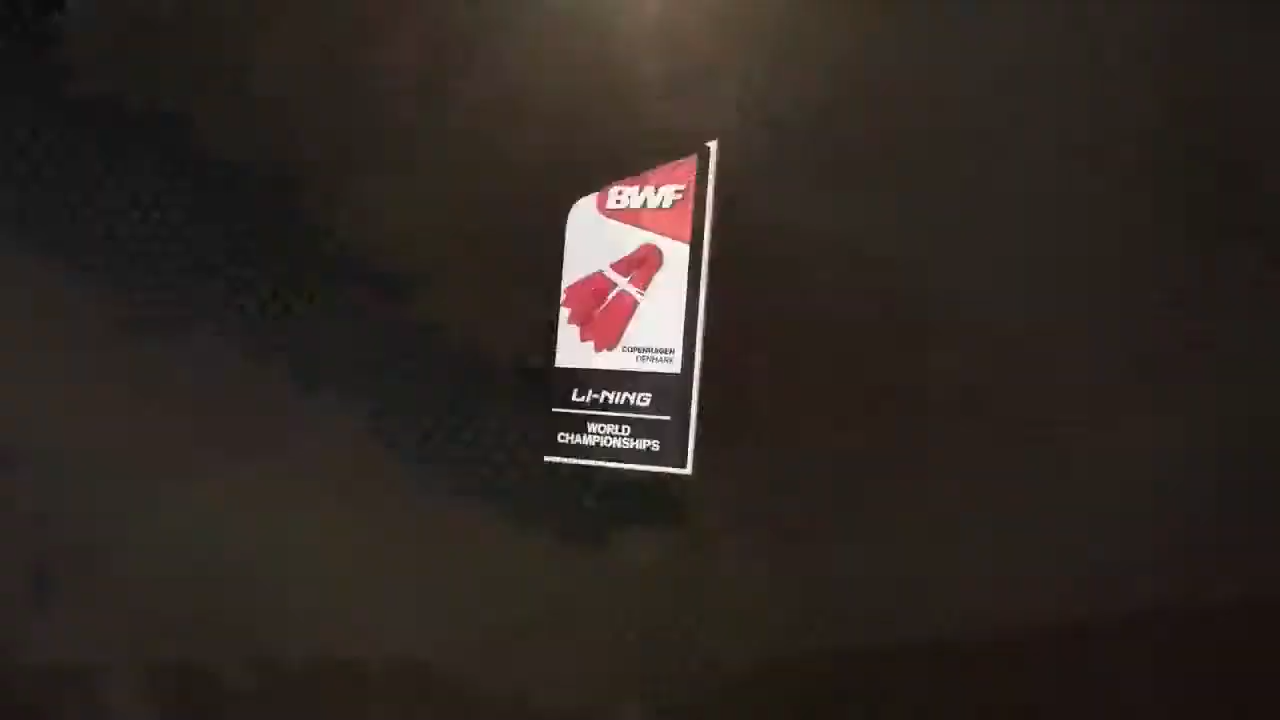 BWF
COPENHAGEN
DENMARK
LI-NING
WORLD
CHAMPIONSHIPS